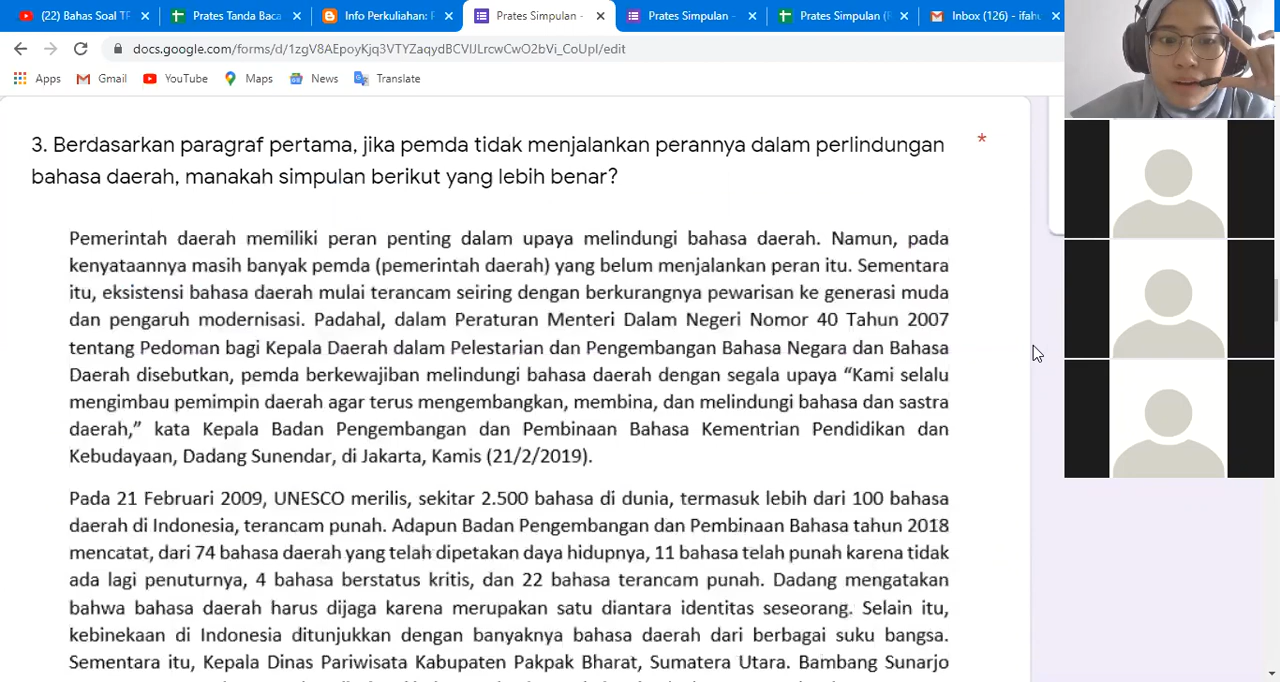 (22) Bahas Soal TP
Prates Tanda Baca
Info Perkuliahan:
Prates Simpulan -
Prates Simpulan -
Prates Simpulan (
Inbox (126) - ifahu
docs.google.com/forms/d/1zgV8AEpoyKjq3VTYZaqydBCVlJLrcwCwO2bVi_CoUpI/edit
Apps
Gmail
YouTube
Maps
News
Translate
3. Berdasarkan paragraf pertama, jika pemda tidak menjalankan perannya dalam perlindungan *
bahasa daerah, manakah simpulan berikut yang lebih benar?
Pemerintah daerah memiliki peran penting dalam upaya melindungi bahasa daerah. Namun, pada
kenyataannya masih banyak pemda (pemerintah daerah) yang belum menjalankan peran itu. Sementara
itu, eksistensi bahasa daerah mulai terancam seiring dengan berkurangnya pewarisan ke generasi muda
dan pengaruh modernisasi. Padahal, dalam Peraturan Menteri Dalam Negeri Nomor 40 Tahun 2007
tentang Pedoman bagi Kepala Daerah dalam Pelestarian dan Pengembangan Bahasa Negara dan Bahasa
Daerah disebutkan, pemda berkewajiban melindungi bahasa daerah dengan segala upaya “Kami selalu
mengimbau pemimpin daerah agar terus mengembangkan, membina, dan melindungi bahasa dan sastra
daerah,” kata Kepala Badan Pengembangan dan Pembinaan Bahasa Kementrian Pendidikan dan
Kebudayaan, Dadang Sunendar, di Jakarta, Kamis (21/2/2019).
Pada 21 Februari 2009, UNESCO merilis, sekitar 2.500 bahasa di dunia, termasuk lebih dari 100 bahasa
daerah di Indonesia, terancam punah. Adapun Badan Pengembangan dan Pembinaan Bahasa tahun 2018
mencatat, dari 74 bahasa daerah yang telah dipetakan daya hidupnya, 11 bahasa telah punah karena tidak
ada lagi penuturnya, 4 bahasa berstatus kritis, dan 22 bahasa terancam punah. Dadang mengatakan
bahwa bahasa daerah harus dijaga karena merupakan satu diantara identitas seseorang. Selain itu,
kebinekaan di Indonesia ditunjukkan dengan banyaknya bahasa daerah dari berbagai suku bangsa.
Sementara itu, Kepala Dinas Pariwisata Kabupaten Pakpak Bharat, Sumatera Utara. Bambang Sunarjo